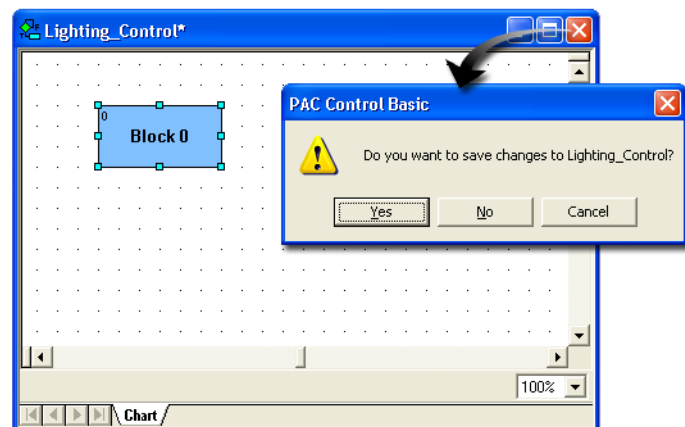 Lighting_Control*
0
Block 0
PAC Control Basic
Do you want to save changes to Lighting_Control?
Yes
No
Cancel
100%
Chart